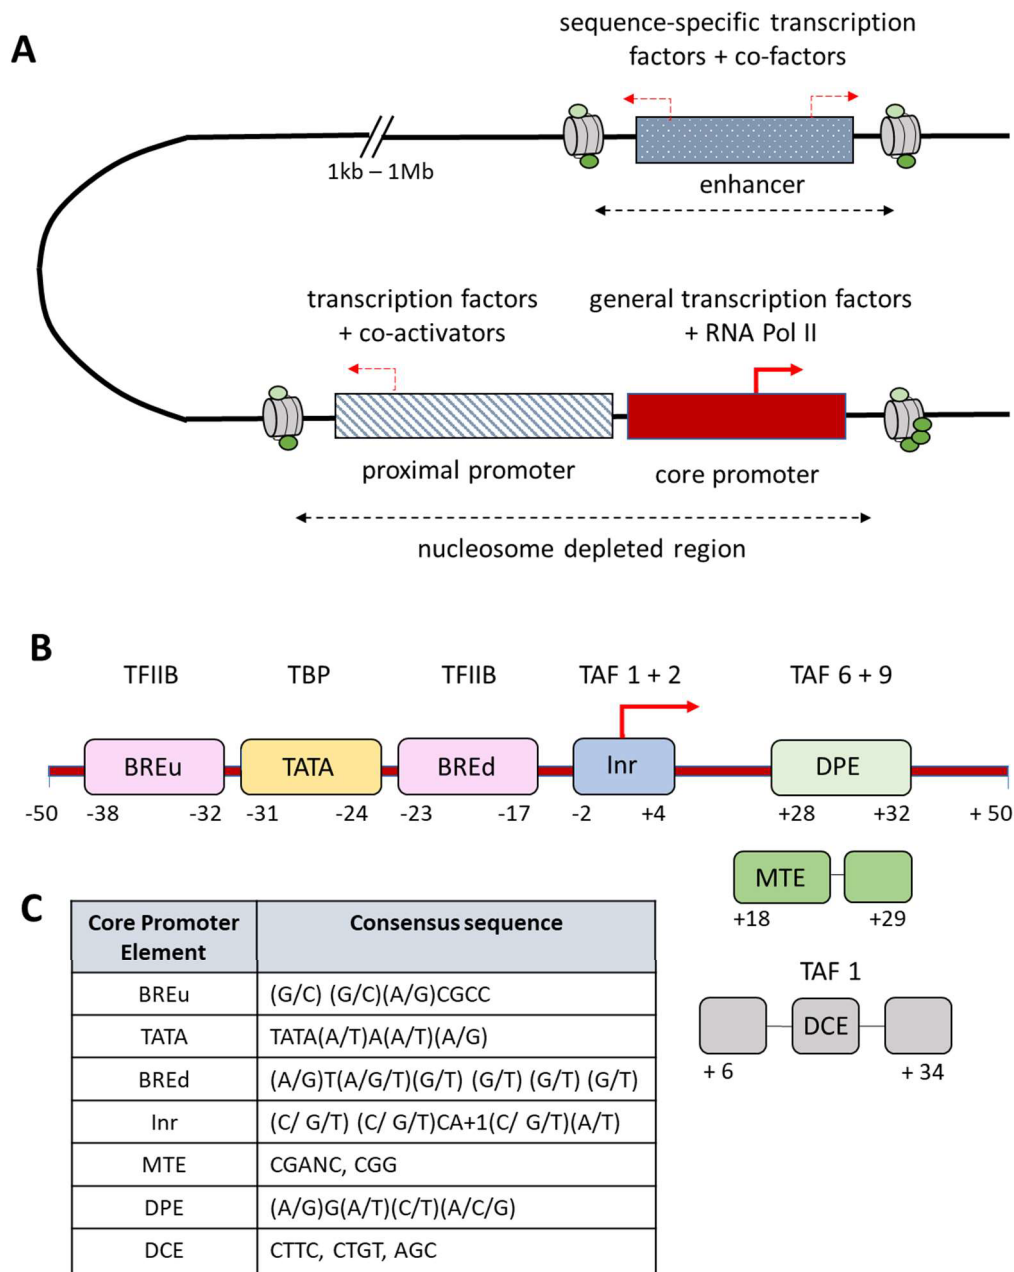 A
sequence-specific transcription
factors + co-factors
1kb – 1Mb
enhancer
transcription factors
+ co-activators
general transcription factors
+ RNA Pol II
proximal promoter
core promoter
nucleosome depleted region
B
TFIIB TBP TFIIB TAF 1 + 2 TAF 6 + 9
BREu TATA BREd Inr DPE
-50 -38 -32 -31 -24 -23 -17 -2 +4 +28 +32 + 50
MTE
+18 +29
TAF 1
DCE
+ 6 + 34
C
Core Promoter Element Consensus sequence
BREu (G/C) (G/C)(A/G)CGCC
TATA TATA(A/T)A(A/T)(A/G)
BREd (A/G)T(A/G/T)(G/T) (G/T) (G/T) (G/T)
Inr (C/ G/T) (C/ G/T)CA+1(C/ G/T)(A/T)
MTE CGANC, CGG
DPE (A/G)G(A/T)(C/T)(A/C/G)
DCE CTTC, CTGT, AGC